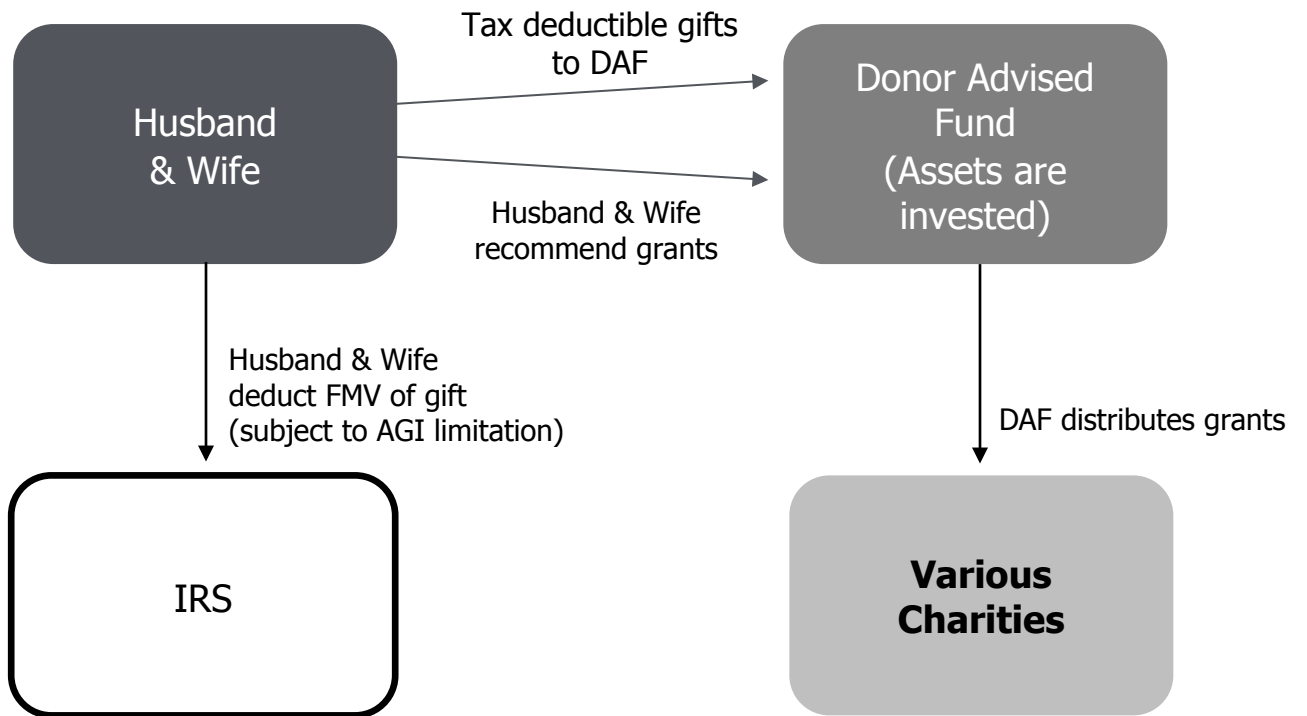 Husband
& Wife
Tax deductible gifts
to DAF
Husband & Wife
recommend grants
Donor Advised
Fund
(Assets are
invested)
Husband & Wife
deduct FMV of gift
(subject to AGI limitation)
DAF distributes grants
IRS
Various
Charities